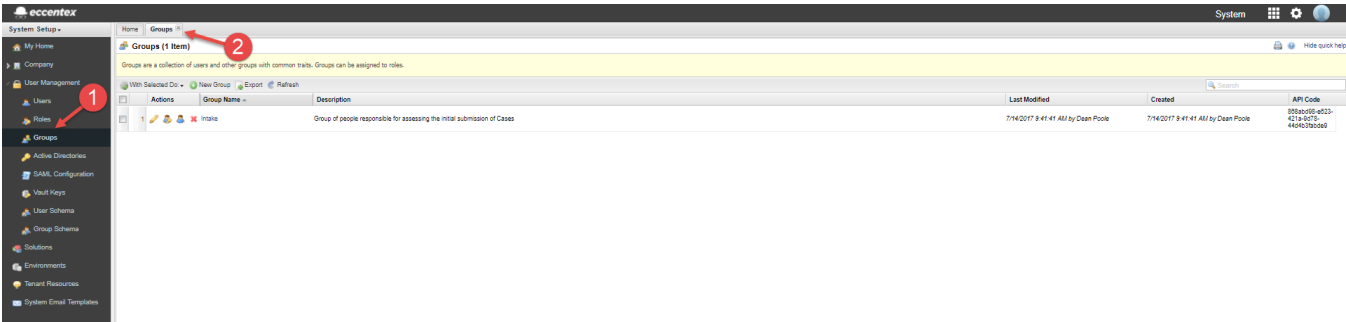 eccentex
System
System Setup
Home Groups
My Home
Groups (1 Item)
Hide quick help
Company
Groups are a collection of users and other groups with common traits. Groups can be assigned to roles.
User Management
With Selected Do: New Group Export Refresh
Search
Users
Actions Group Name Description Last Modified Created API Code
1 Intake Group of people responsible for assessing the initial submission of Cases 7/14/2017 9:41:41 AM by Dean Poole 7/14/2017 9:41:41 AM by Dean Poole
868abd98-e623-
421a-9d78-
44d4b3fabde9
Roles
Groups
Active Directories
SAML Configuration
Vault Keys
User Schema
Group Schema
Solutions
Environments
Tenant Resources
System Email Templates
1
2